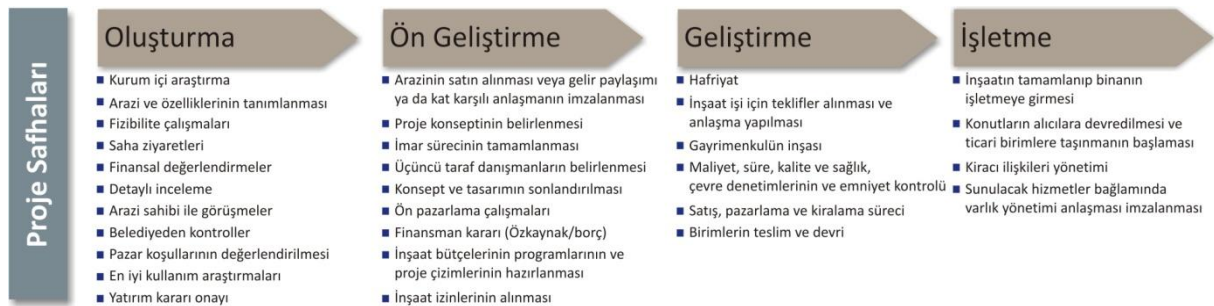 Proje Safhaları
Oluşturma
Kurum içi araştırma
Arazi ve özelliklerinin tanımlanması
Fizibilite çalışmaları
Saha ziyaretleri
Finansal değerlendirmeler
Detaylı inceleme
Arazi sahibi ile görüşmeler
Belediyeden kontroller
Pazar koşullarının değerlendirilmesi
En iyi kullanım araştırmaları
Yatırım kararı onayı
Ön Geliştirme
Arazinin satın alınması veya gelir paylaşımı
ya da kat karşılı anlaşmanın imzalanması
Proje konseptinin belirlenmesi
İmar sürecinin tamamlanması
Üçüncü taraf danışmanların belirlenmesi
Konsept ve tasarımın sonlandırılması
Ön pazarlama çalışmaları
Finansman kararı (Özkaynak/borç)
İnşaat bütçelerinin programlarının ve
proje çizimlerinin hazırlanması
İnşaat izinlerinin alınması
Geliştirme
Hafriyat
İnşaat işi için teklifler alınması ve
anlaşma yapılması
Gayrimenkulün inşası
Maliyet, süre, kalite ve sağlık,
çevre denetimlerinin ve emniyet kontrolü
Satış, pazarlama ve kiralama süreci
Birimlerin teslim ve devri
İşletme
İnşaatın tamamlanıp binanın
işletmeye girmesi
Konutların alıcılara devredilmesi ve
ticari birimlere taşınmanın başlaması
Kiracı ilişkileri yönetimi
Sunulacak hizmetler bağlamında
varlık yönetimi anlaşması imzalanması